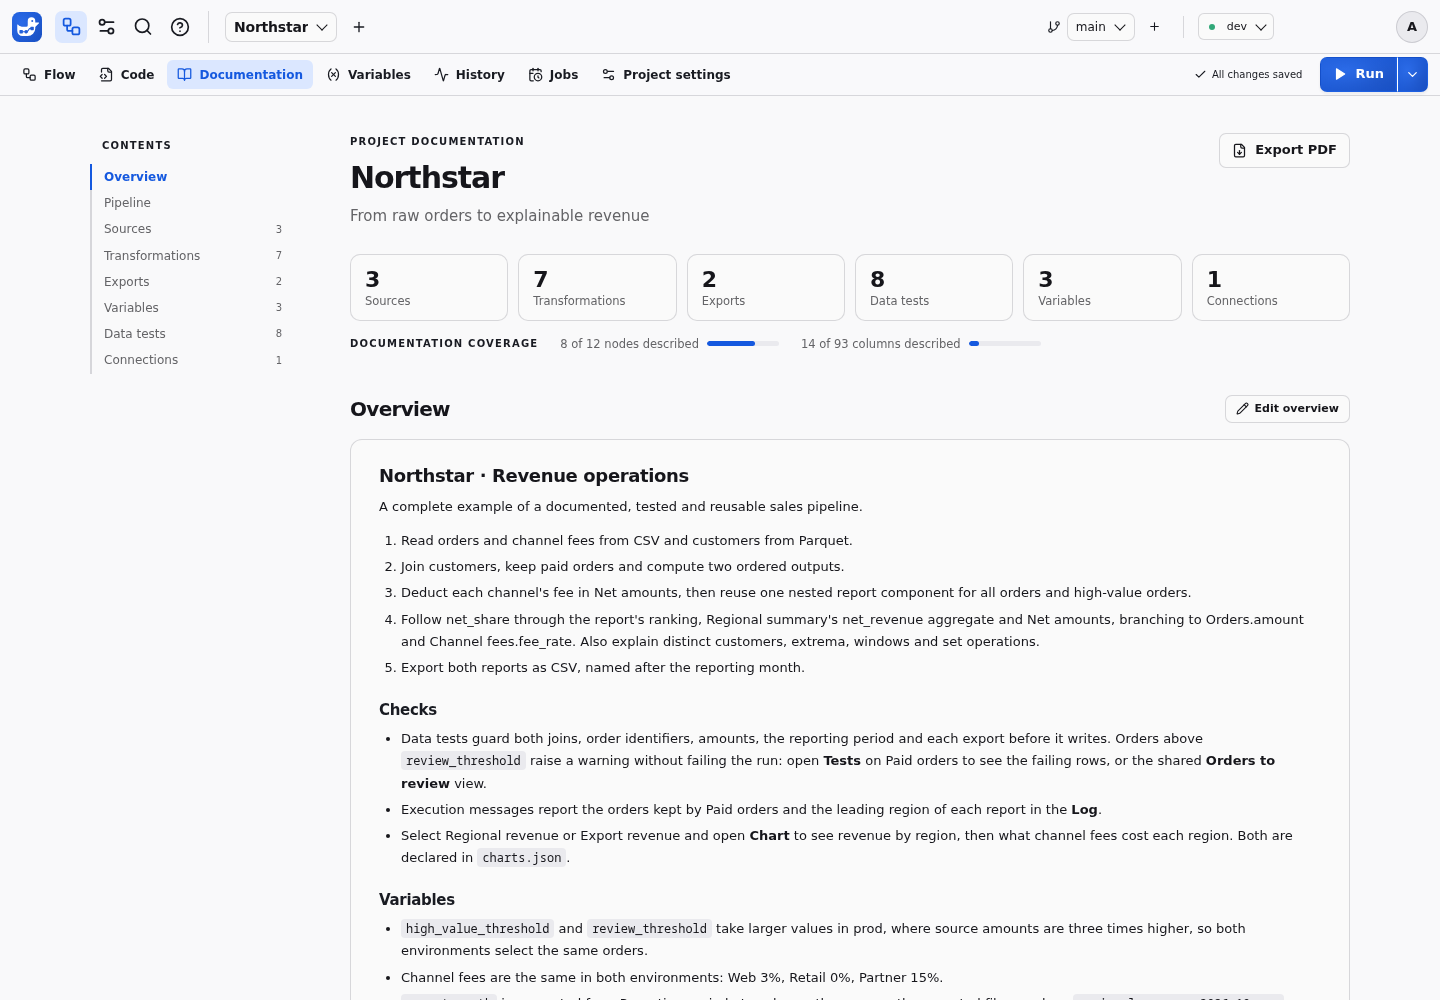 Northstar
main
dev
A
Flow
Code
Documentation
Variables
History
Jobs
Project settings
All changes saved
Run
CONTENTS
Overview
Pipeline
Sources 3
Transformations 7
Exports 2
Variables 3
Data tests 8
Connections 1
PROJECT DOCUMENTATION
Export PDF
Northstar
From raw orders to explainable revenue
3 Sources
7 Transformations
2 Exports
8 Data tests
3 Variables
1 Connections
DOCUMENTATION COVERAGE 8 of 12 nodes described 14 of 93 columns described
Overview
Edit overview
Northstar · Revenue operations
A complete example of a documented, tested and reusable sales pipeline.
1. Read orders and channel fees from CSV and customers from Parquet.
2. Join customers, keep paid orders and compute two ordered outputs.
3. Deduct each channel's fee in Net amounts, then reuse one nested report component for all orders and high-value orders.
4. Follow net_share through the report's ranking, Regional summary's net_revenue aggregate and Net amounts, branching to Orders.amount
and Channel fees.fee_rate. Also explain distinct customers, extrema, windows and set operations.
5. Export both reports as CSV, named after the reporting month.
Checks
• Data tests guard both joins, order identifiers, amounts, the reporting period and each export before it writes. Orders above
review_threshold raise a warning without failing the run: open Tests on Paid orders to see the failing rows, or the shared Orders to
review view.
• Execution messages report the orders kept by Paid orders and the leading region of each report in the Log.
• Select Regional revenue or Export revenue and open Chart to see revenue by region, then what channel fees cost each region. Both are
declared in charts.json.
Variables
• high_value_threshold and review_threshold take larger values in prod, where source amounts are three times higher, so both
environments select the same orders.
• Channel fees are the same in both environments: Web 3%, Retail 0%, Partner 15%.